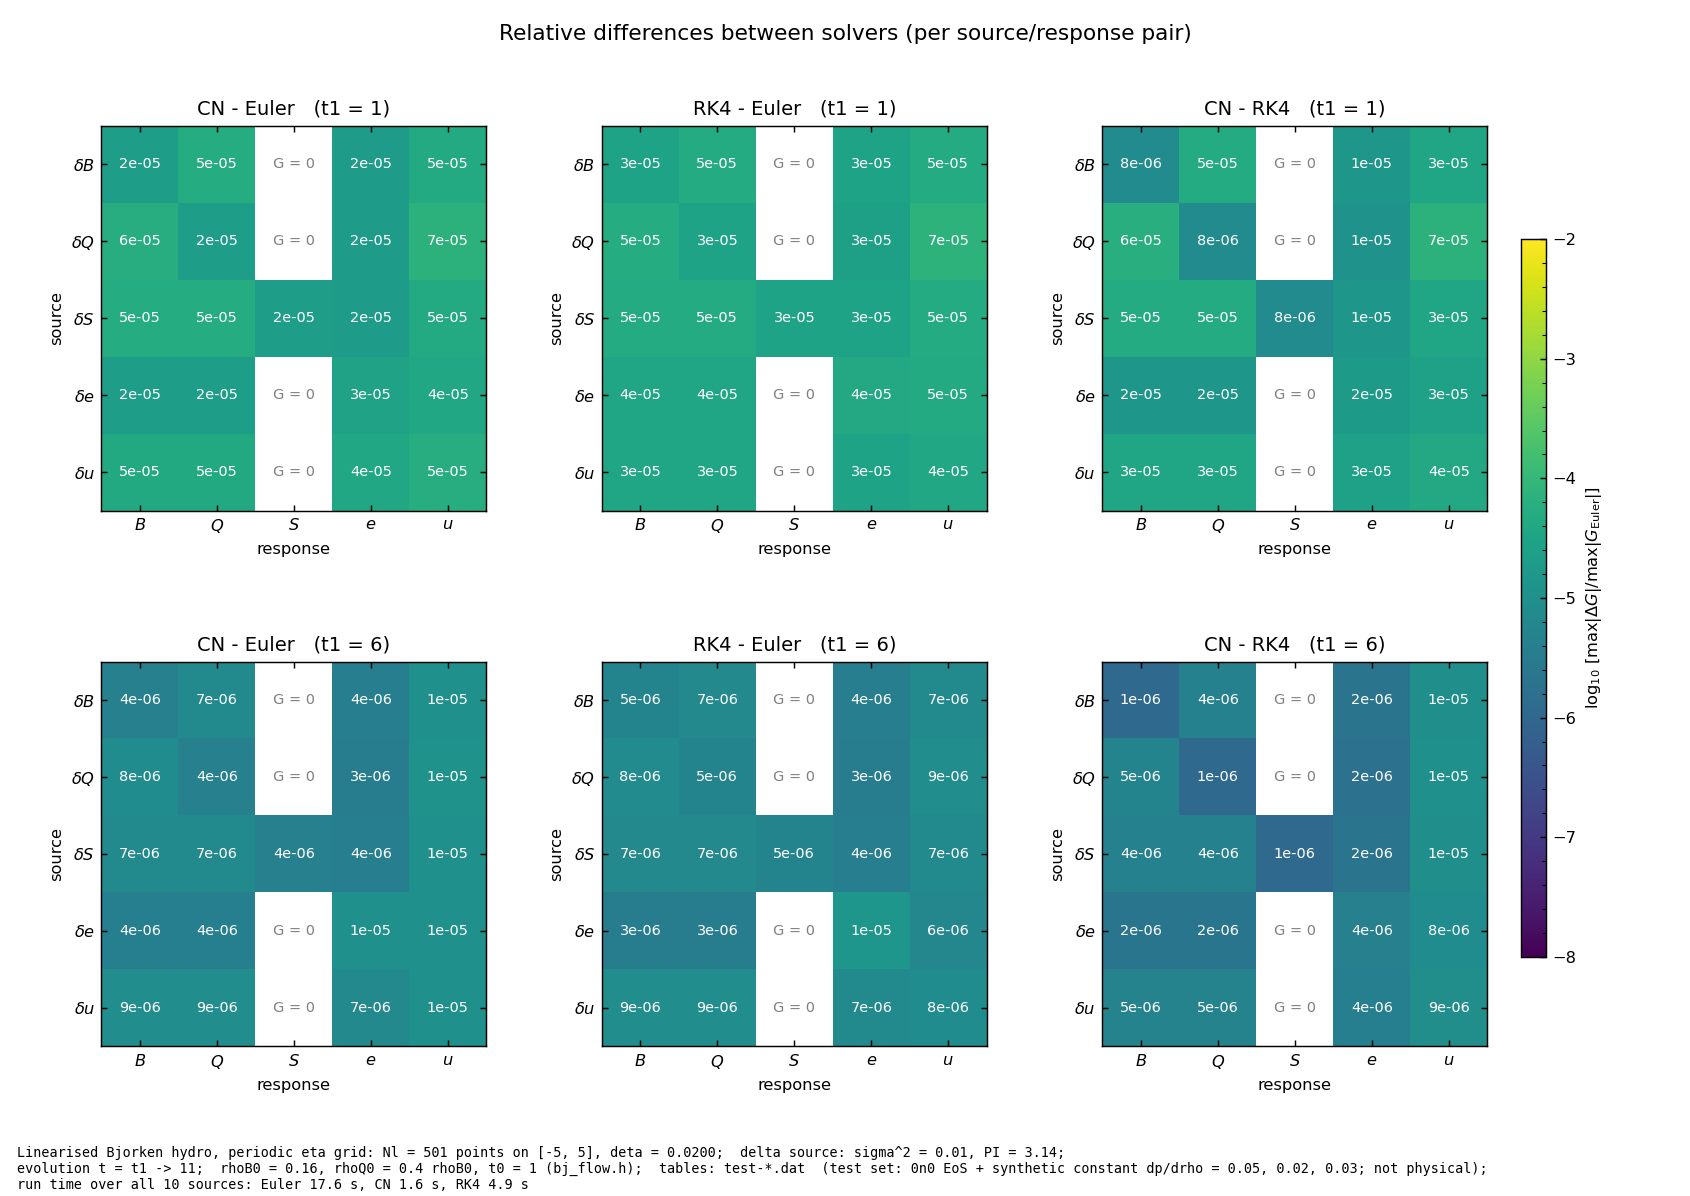 Relative differences between solvers (per source/response pair)
CN - Euler (t1 = 1)
source
δB 2e-05 5e-05 G = 0 2e-05 5e-05
δQ 6e-05 2e-05 G = 0 2e-05 7e-05
δS 5e-05 5e-05 2e-05 2e-05 5e-05
δe 2e-05 2e-05 G = 0 3e-05 4e-05
δu 5e-05 5e-05 G = 0 4e-05 5e-05
B Q S e u
response
RK4 - Euler (t1 = 1)
source
δB 3e-05 5e-05 G = 0 3e-05 5e-05
δQ 5e-05 3e-05 G = 0 3e-05 7e-05
δS 5e-05 5e-05 3e-05 3e-05 5e-05
δe 4e-05 4e-05 G = 0 4e-05 5e-05
δu 3e-05 3e-05 G = 0 3e-05 4e-05
B Q S e u
response
CN - RK4 (t1 = 1)
source
δB 8e-06 5e-05 G = 0 1e-05 3e-05
δQ 6e-05 8e-06 G = 0 1e-05 7e-05
δS 5e-05 5e-05 8e-06 1e-05 3e-05
δe 2e-05 2e-05 G = 0 2e-05 3e-05
δu 3e-05 3e-05 G = 0 3e-05 4e-05
B Q S e u
response
CN - Euler (t1 = 6)
source
δB 4e-06 7e-06 G = 0 4e-06 1e-05
δQ 8e-06 4e-06 G = 0 3e-06 1e-05
δS 7e-06 7e-06 4e-06 4e-06 1e-05
δe 4e-06 4e-06 G = 0 1e-05 1e-05
δu 9e-06 9e-06 G = 0 7e-06 1e-05
B Q S e u
response
RK4 - Euler (t1 = 6)
source
δB 5e-06 7e-06 G = 0 4e-06 7e-06
δQ 8e-06 5e-06 G = 0 3e-06 9e-06
δS 7e-06 7e-06 5e-06 4e-06 7e-06
δe 3e-06 3e-06 G = 0 1e-05 6e-06
δu 9e-06 9e-06 G = 0 7e-06 8e-06
B Q S e u
response
CN - RK4 (t1 = 6)
source
δB 1e-06 4e-06 G = 0 2e-06 1e-05
δQ 5e-06 1e-06 G = 0 2e-06 1e-05
δS 4e-06 4e-06 1e-06 2e-06 1e-05
δe 2e-06 2e-06 G = 0 4e-06 8e-06
δu 5e-06 5e-06 G = 0 4e-06 9e-06
B Q S e u
response
−2
−3
−4
−5
−6
−7
−8
log₁₀ [max|ΔG|/max|G_Euler|]
Linearised Bjorken hydro, periodic eta grid: Nl = 501 points on [-5, 5], deta = 0.0200;  delta source: sigma^2 = 0.01, PI = 3.14;
evolution t = t1 -> 11;  rhoB0 = 0.16, rhoQ0 = 0.4 rhoB0, t0 = 1 (bj_flow.h);  tables: test-*.dat  (test set: 0n0 EoS + synthetic constant dp/drho = 0.05, 0.02, 0.03; not physical);
run time over all 10 sources: Euler 17.6 s, CN 1.6 s, RK4 4.9 s